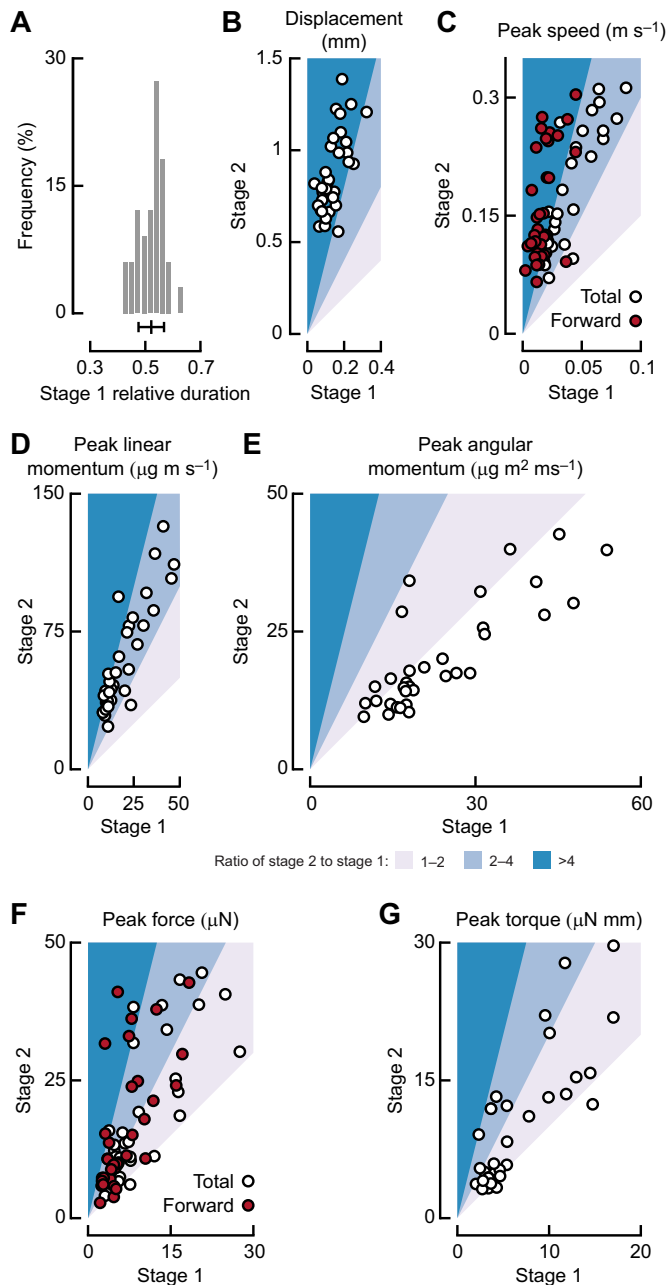 A
Frequency (%)
30
15
0
0.3 0.5 0.7
Stage 1 relative duration
B
Displacement
(mm)
Stage 2
1.5
1
0.5
0
0 0.2 0.4
Stage 1
C
Peak speed (m s⁻¹)
Stage 2
0.3
0.15
0
Total
Forward
0 0.05 0.1
Stage 1
D
Peak linear
momentum (μg m s⁻¹)
Stage 2
150
75
0
0 25 50
Stage 1
E
Peak angular
momentum (μg m² ms⁻¹)
Stage 2
50
25
0
0 30 60
Stage 1
Ratio of stage 2 to stage 1: 1–2 2–4 >4
F
Peak force (μN)
Stage 2
50
25
0
Total
Forward
0 15 30
Stage 1
G
Peak torque (μN mm)
Stage 2
30
15
0
0 10 20
Stage 1